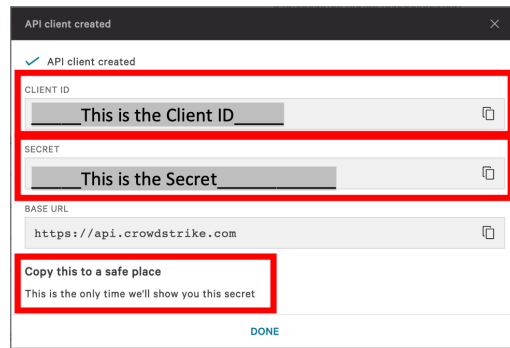 API client created
API client created
CLIENT ID
_____This is the Client ID_____
SECRET
_____This is the Secret____________
BASE URL
https://api.crowdstrike.com
Copy this to a safe place
This is the only time we'll show you this secret
DONE